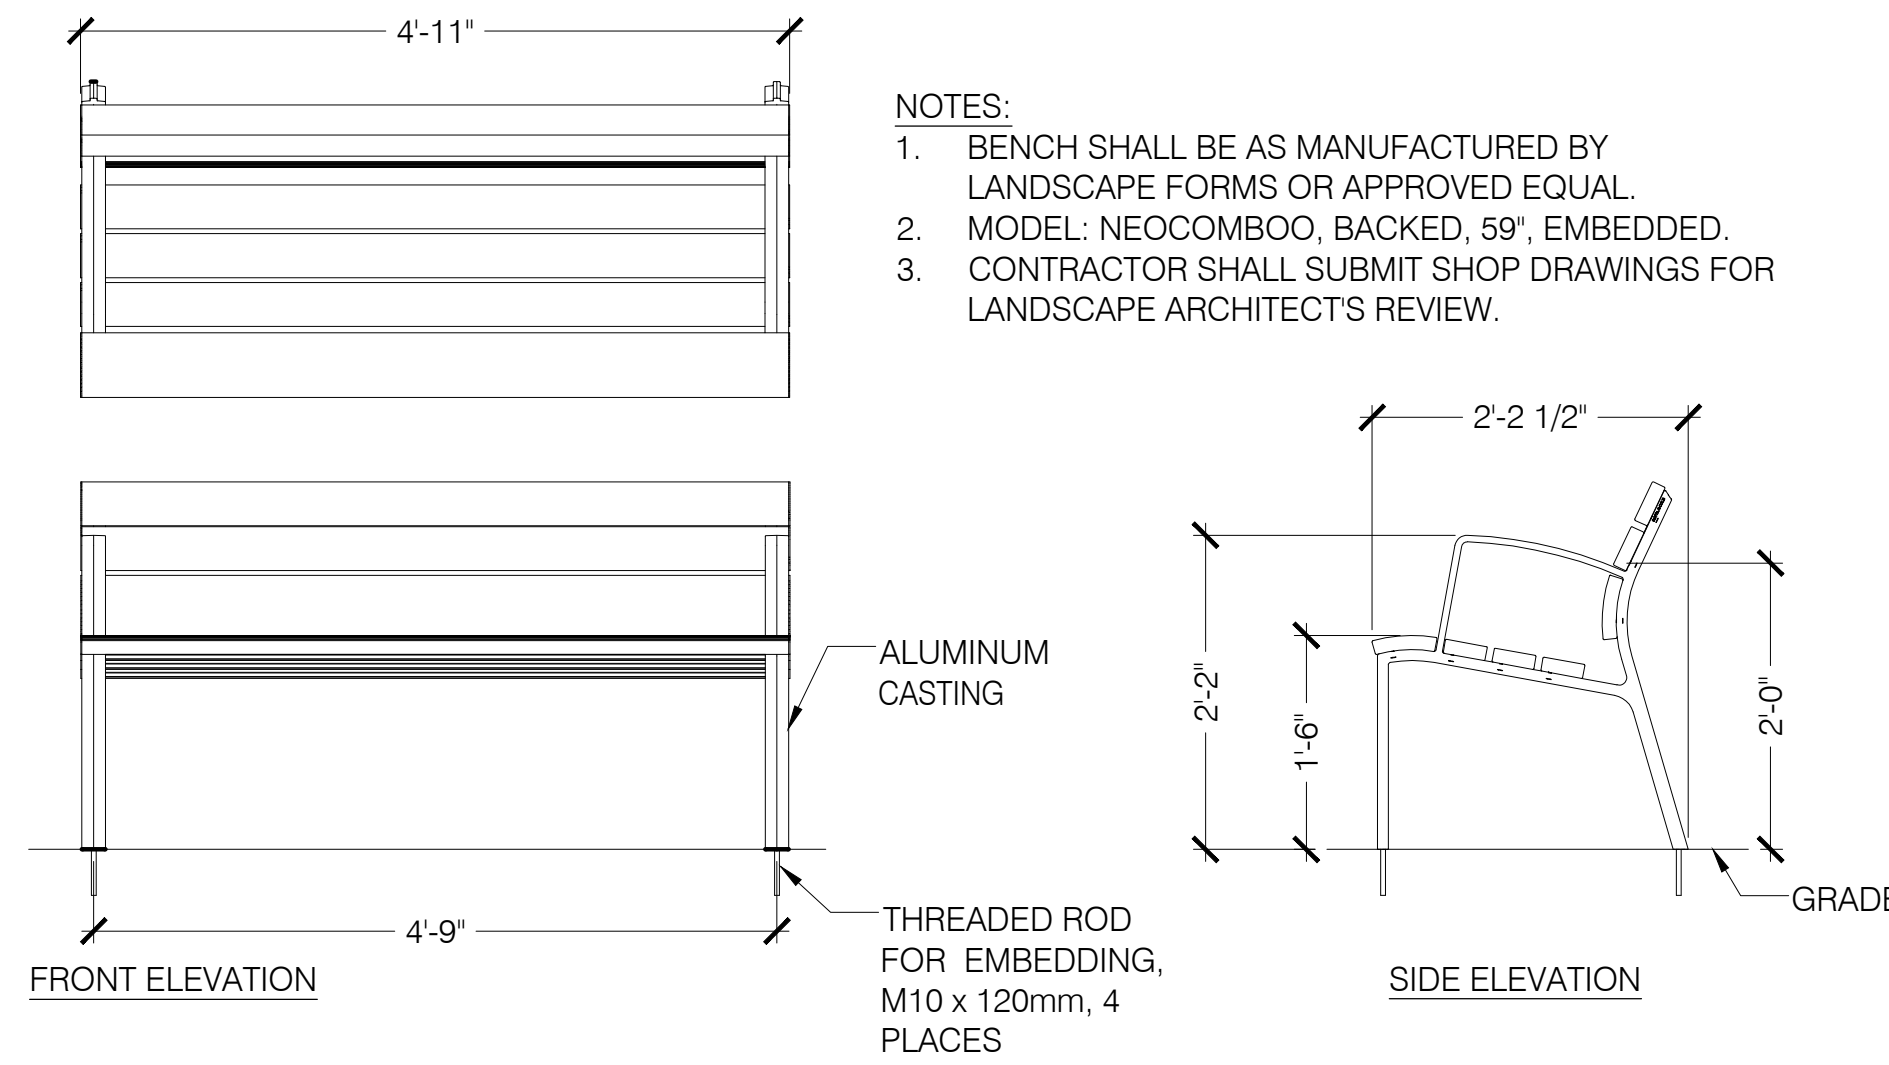 4'-11"
NOTES:
1. BENCH SHALL BE AS MANUFACTURED BY
LANDSCAPE FORMS OR APPROVED EQUAL.
2. MODEL: NEOCOMBOO, BACKED, 59", EMBEDDED.
3. CONTRACTOR SHALL SUBMIT SHOP DRAWINGS FOR
LANDSCAPE ARCHITECT'S REVIEW.
2'-2 1/2"
ALUMINUM
CASTING
2'-2"
1'-6"
2'-0"
THREADED ROD
FOR EMBEDDING,
M10 x 120mm, 4
PLACES
4'-9"
GRADE
FRONT ELEVATION
SIDE ELEVATION